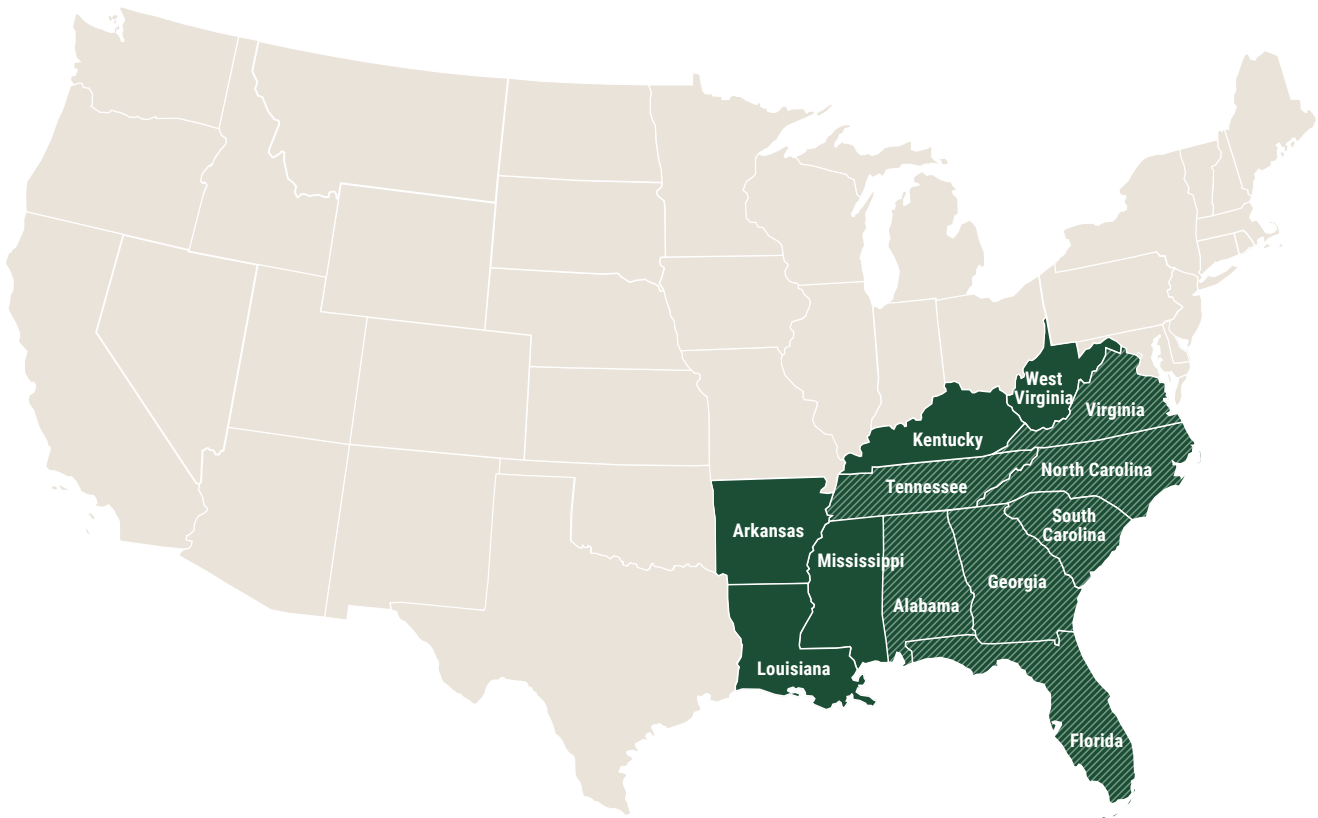 West
Virginia
Virginia
Kentucky
North Carolina
Tennessee
South
Carolina
Arkansas
Mississippi
Georgia
Alabama
Louisiana
Florida